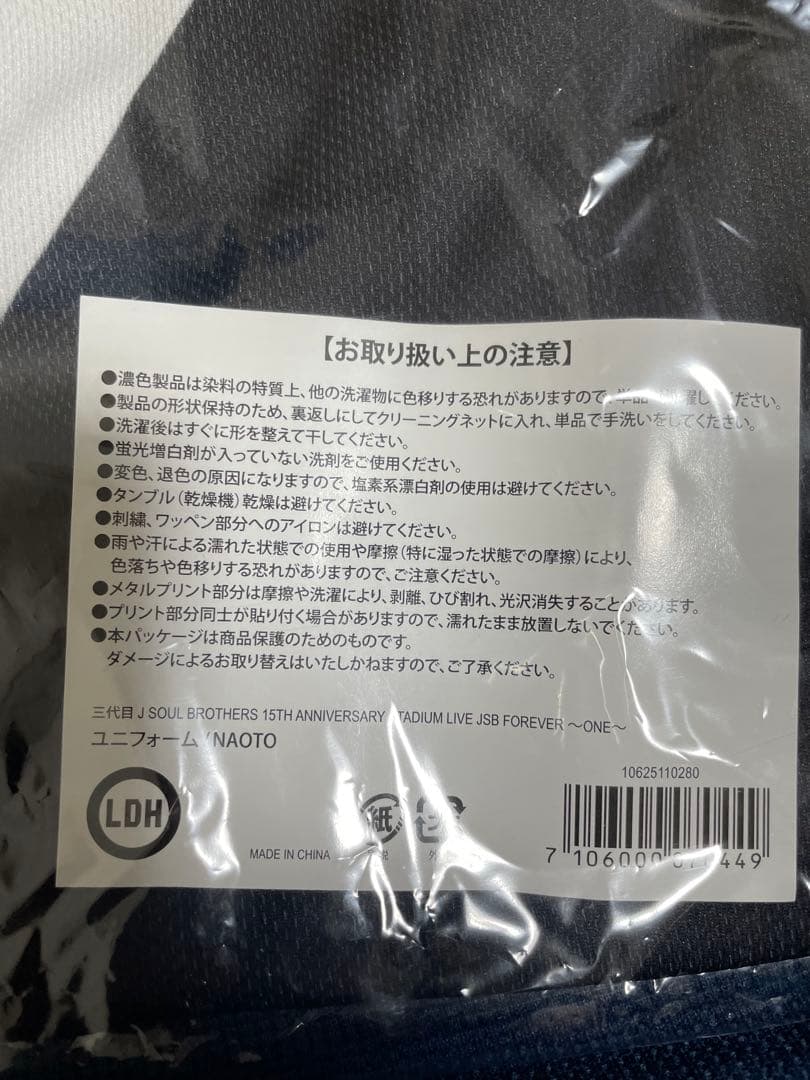 【お取り扱い上の注意】
●濃色製品は染料の特質上、他の洗濯物に色移りする恐れがありますので、単品で洗濯してください。
●製品の形状保持のため、裏返しにしてクリーニングネットに入れ、単品で手洗いをしてください。
●洗濯後はすぐに形を整えて干してください。
●蛍光増白剤が入っていない洗剤をご使用ください。
●変色、退色の原因になりますので、塩素系漂白剤の使用は避けてください。
●タンブル(乾燥機)乾燥は避けてください。
●刺繍、ワッペン部分へのアイロンは避けてください。
●雨や汗による濡れた状態での使用や摩擦(特に湿った状態での摩擦)により、
色落ちや色移りする恐れがありますので、ご注意ください。
●メタルプリント部分は摩擦や洗濯により、剥離、ひび割れ、光沢消失することがあります。
●プリント部分同士が貼り付く場合がありますので、濡れたまま放置しないでください。
●本パッケージは商品保護のためのものです。
ダメージによるお取り替えはいたしかねますので、ご了承ください。
三代目 J SOUL BROTHERS 15TH ANNIVERSARY STADIUM LIVE JSB FOREVER ～ONE～
ユニフォーム/NAOTO
10625110280
LDH
紙
MADE IN CHINA
外
7 106000
449